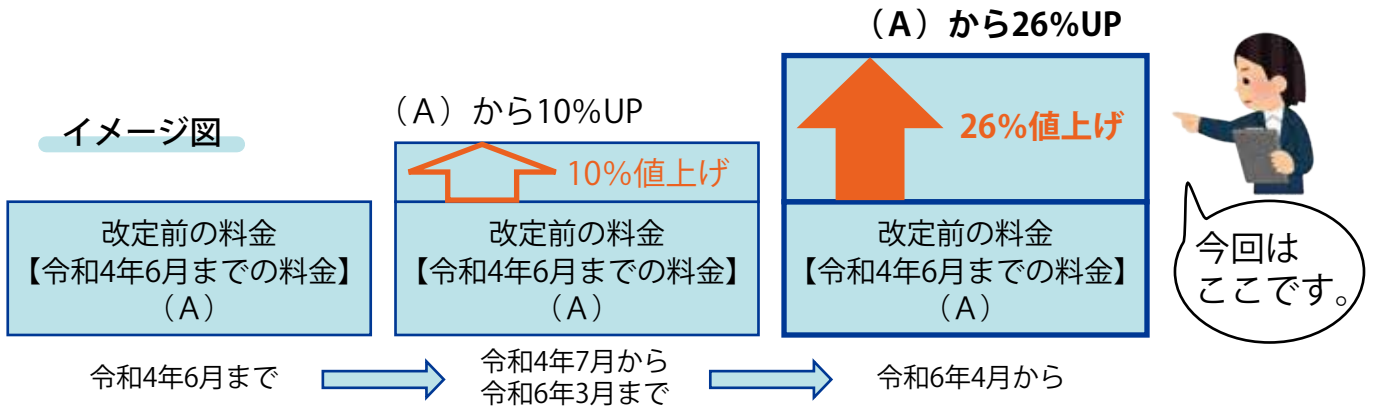 イメージ図
改定前の料金
【令和4年6月までの料金】
（A）
令和4年6月まで
（A）から10%UP
10%値上げ
改定前の料金
【令和4年6月までの料金】
（A）
令和4年7月から
令和6年3月まで
（A）から26%UP
26%値上げ
改定前の料金
【令和4年6月までの料金】
（A）
令和6年4月から
今回は
ここです。